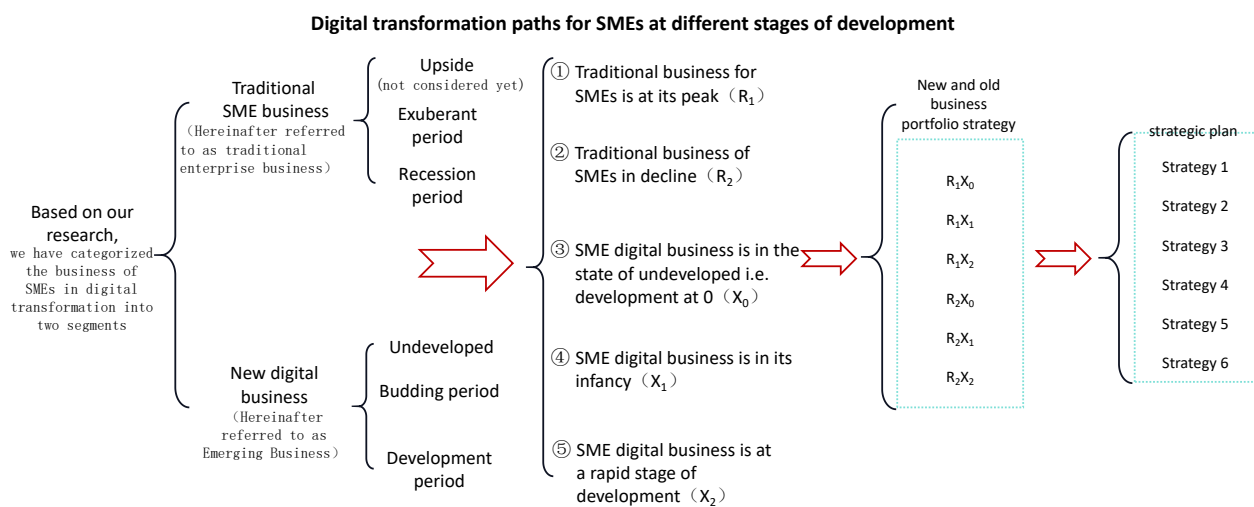 Digital transformation paths for SMEs at different stages of development
Based on our
research,
we have categorized
the business of
SMEs in digital
transformation into
two segments
Traditional
SME business
(Hereinafter referred
to as traditional
enterprise business)
New digital
business
(Hereinafter
referred to as
Emerging Business)
Upside
(not considered yet)
Exuberant
period
Recession
period
Undeveloped
Budding period
Development
period
① Traditional business for
SMEs is at its peak（R₁）
② Traditional business of
SMEs in decline（R₂）
③ SME digital business is in the
state of undeveloped i.e.
development at 0（X₀）
④ SME digital business is in its
infancy（X₁）
⑤ SME digital business is at
a rapid stage of
development（X₂）
New and old
business
portfolio strategy
R₁X₀
R₁X₁
R₁X₂
R₂X₀
R₂X₁
R₂X₂
strategic plan
Strategy 1
Strategy 2
Strategy 3
Strategy 4
Strategy 5
Strategy 6